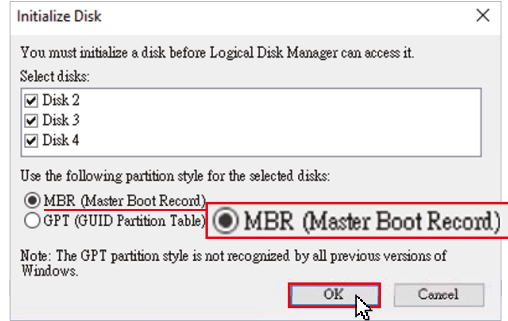 Initialize Disk
You must initialize a disk before Logical Disk Manager can access it.
Select disks:
Disk 2
Disk 3
Disk 4
Use the following partition style for the selected disks:
MBR (Master Boot Record)
GPT (GUID Partition Table)
MBR (Master Boot Record)
Note: The GPT partition style is not recognized by all previous versions of
Windows.
OK Cancel